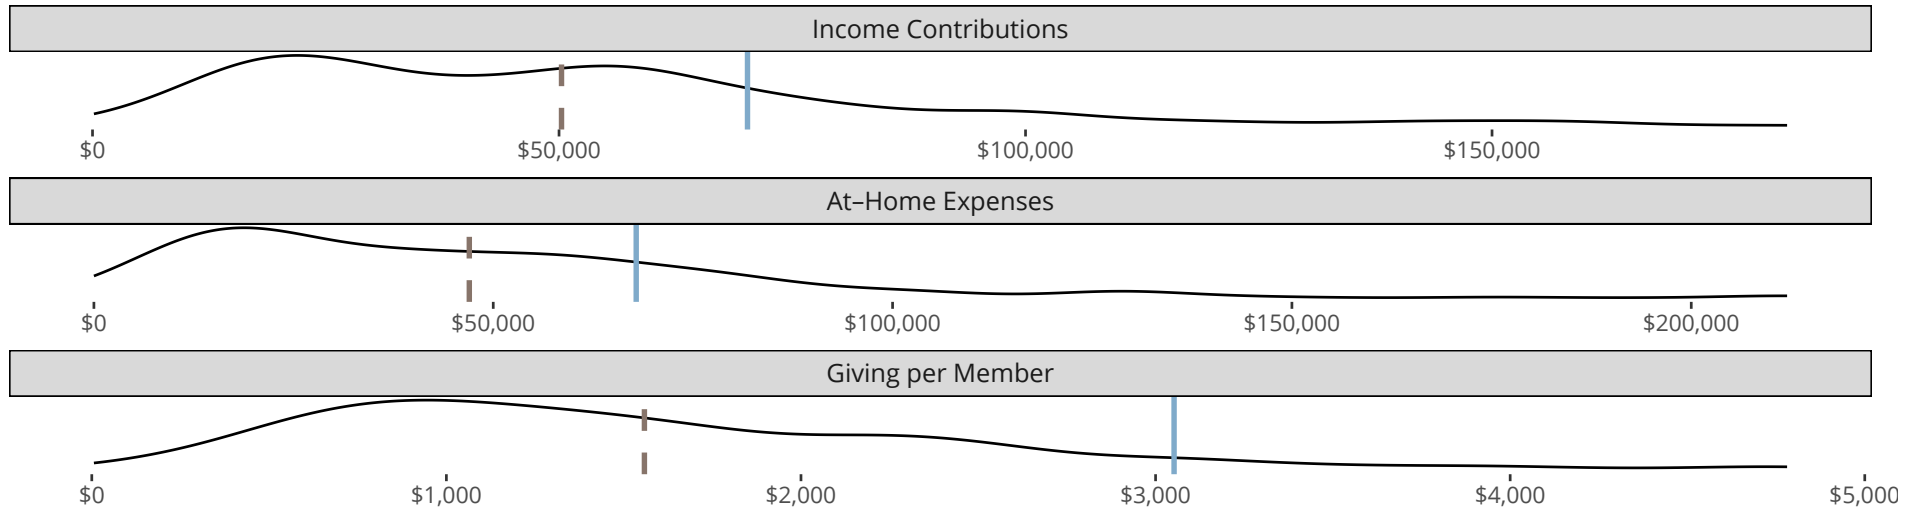 Income Contributions
$0 $50,000 $100,000 $150,000
At–Home Expenses
$0 $50,000 $100,000 $150,000 $200,000
Giving per Member
$0 $1,000 $2,000 $3,000 $4,000 $5,000